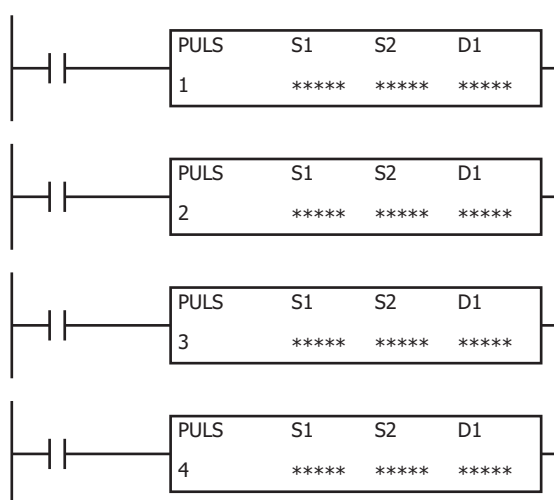 PULS S1 S2 D1
1 ***** ***** *****
PULS S1 S2 D1
2 ***** ***** *****
PULS S1 S2 D1
3 ***** ***** *****
PULS S1 S2 D1
4 ***** ***** *****